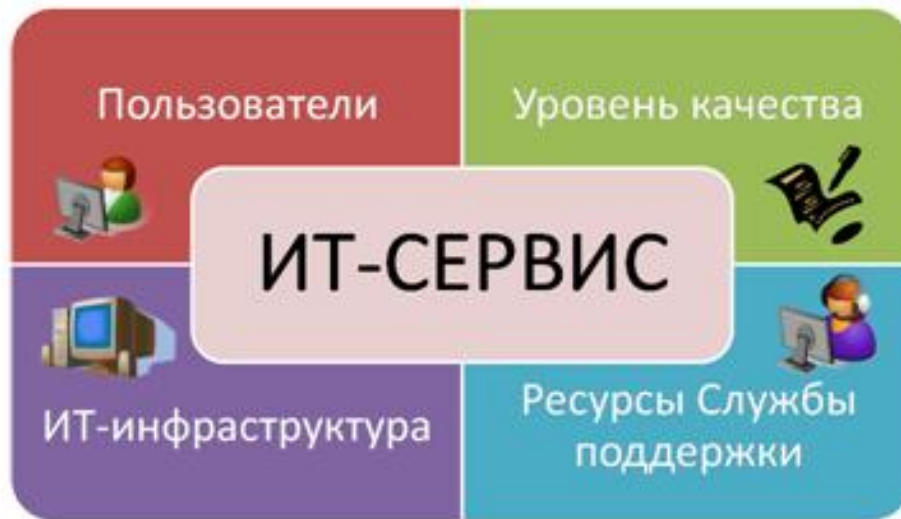 Пользователи
Уровень качества
ИТ-СЕРВИС
ИТ-инфраструктура
Ресурсы Службы
поддержки